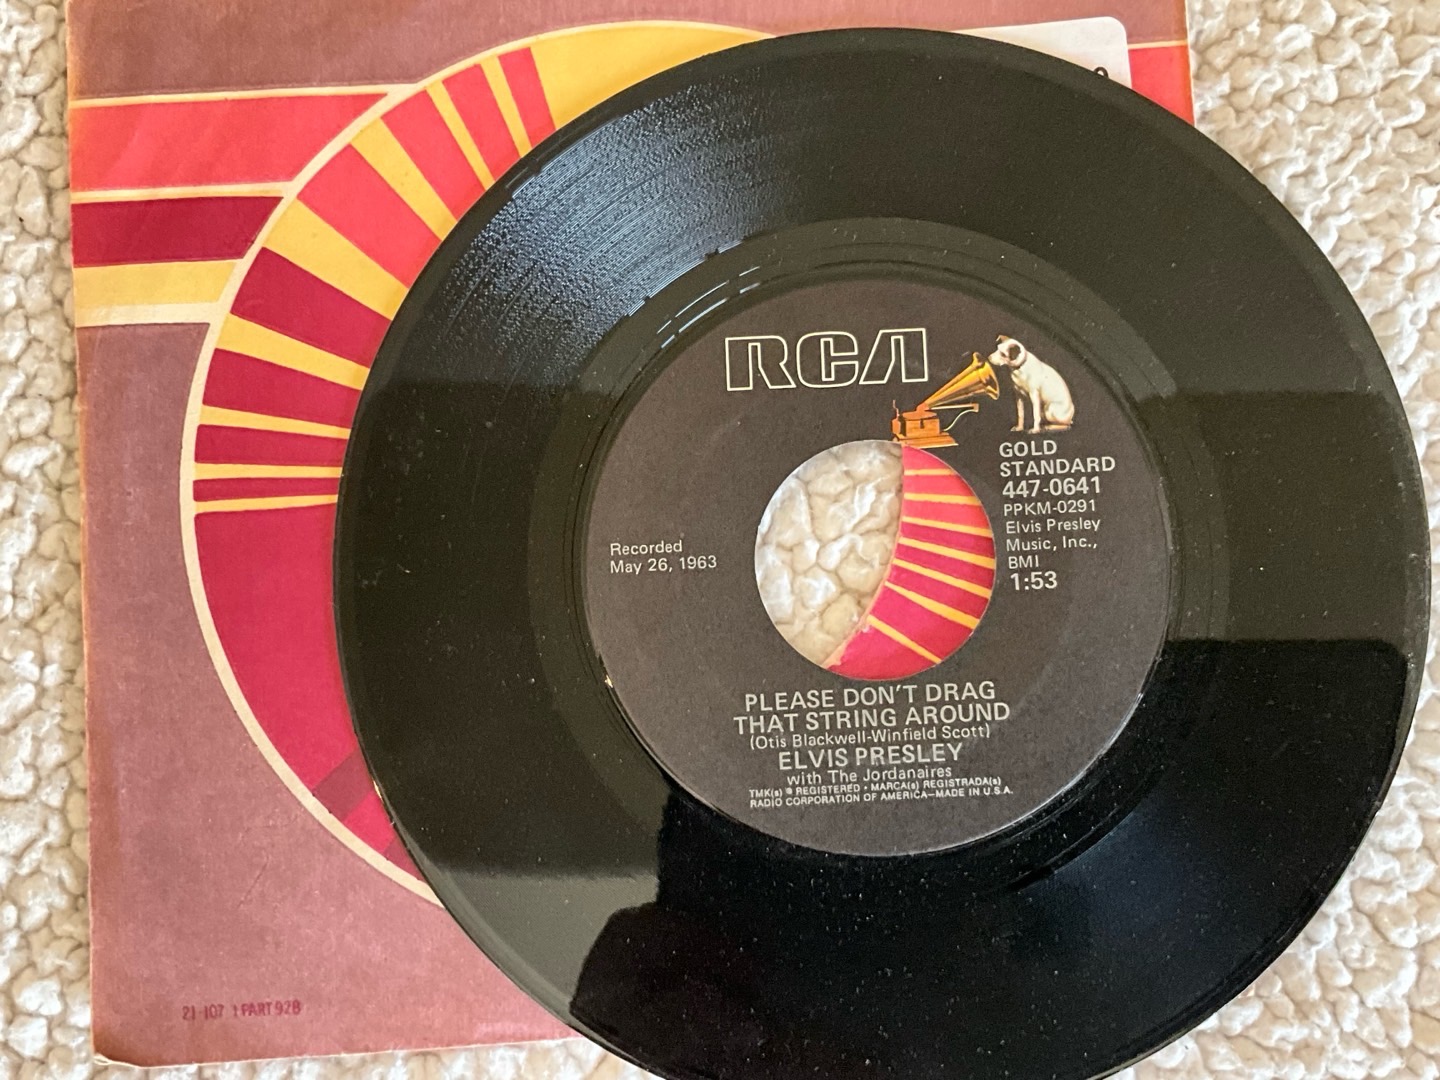 RCA
GOLD
STANDARD
447-0641
PPKM-0291
Elvis Presley
Music, Inc.,
BMI
1:53
Recorded
May 26, 1963
PLEASE DON'T DRAG
THAT STRING AROUND
(Otis Blackwell-Winfield Scott)
ELVIS PRESLEY
with The Jordanaires
TMK(s) ® REGISTERED • MARCA(s) REGISTRADA(s)
RADIO CORPORATION OF AMERICA—MADE IN U.S.A.
21-107 1 PART 92B